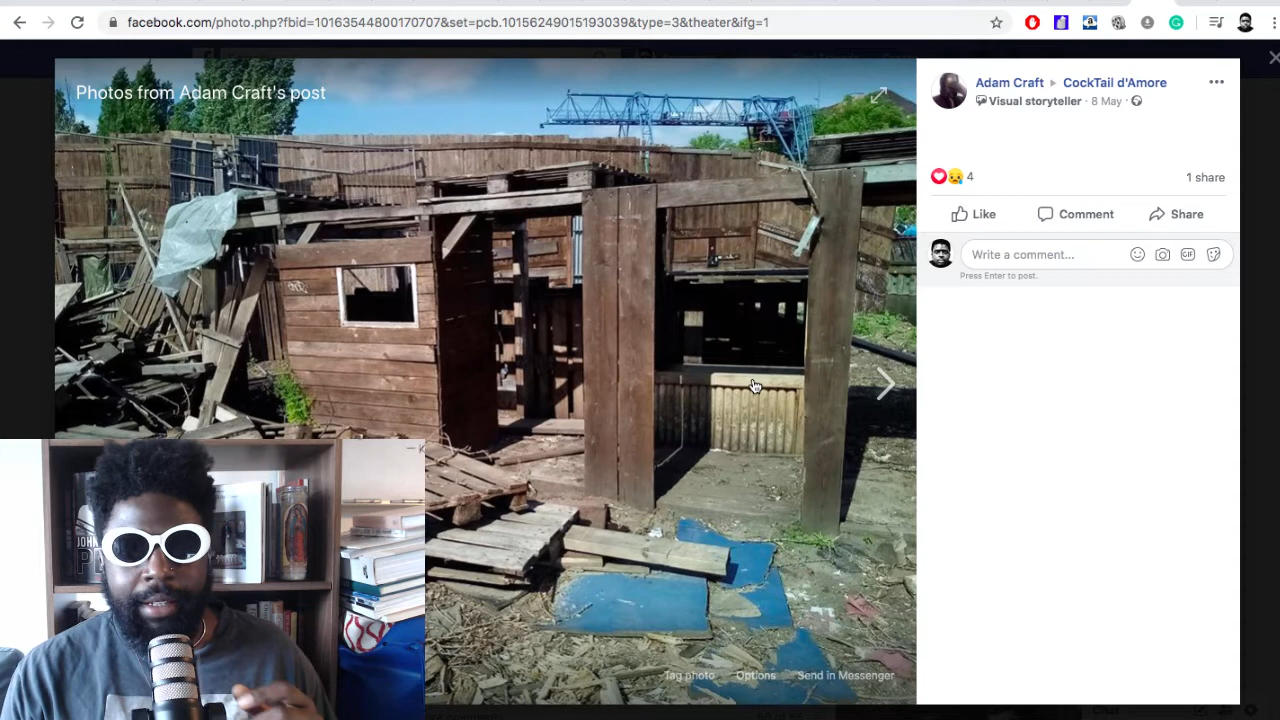 facebook.com/photo.php?fbid=10163544800170707&set=pcb.10156249015193039&type=3&theater&ifg=1
Photos from Adam Craft's post
Adam Craft ▸ CockTail d'Amore
Visual storyteller · 8 May ·
4
1 share
Like Comment Share
Write a comment...
GIF
Press Enter to post.
JOHN
Tag photo Options Send in Messenger